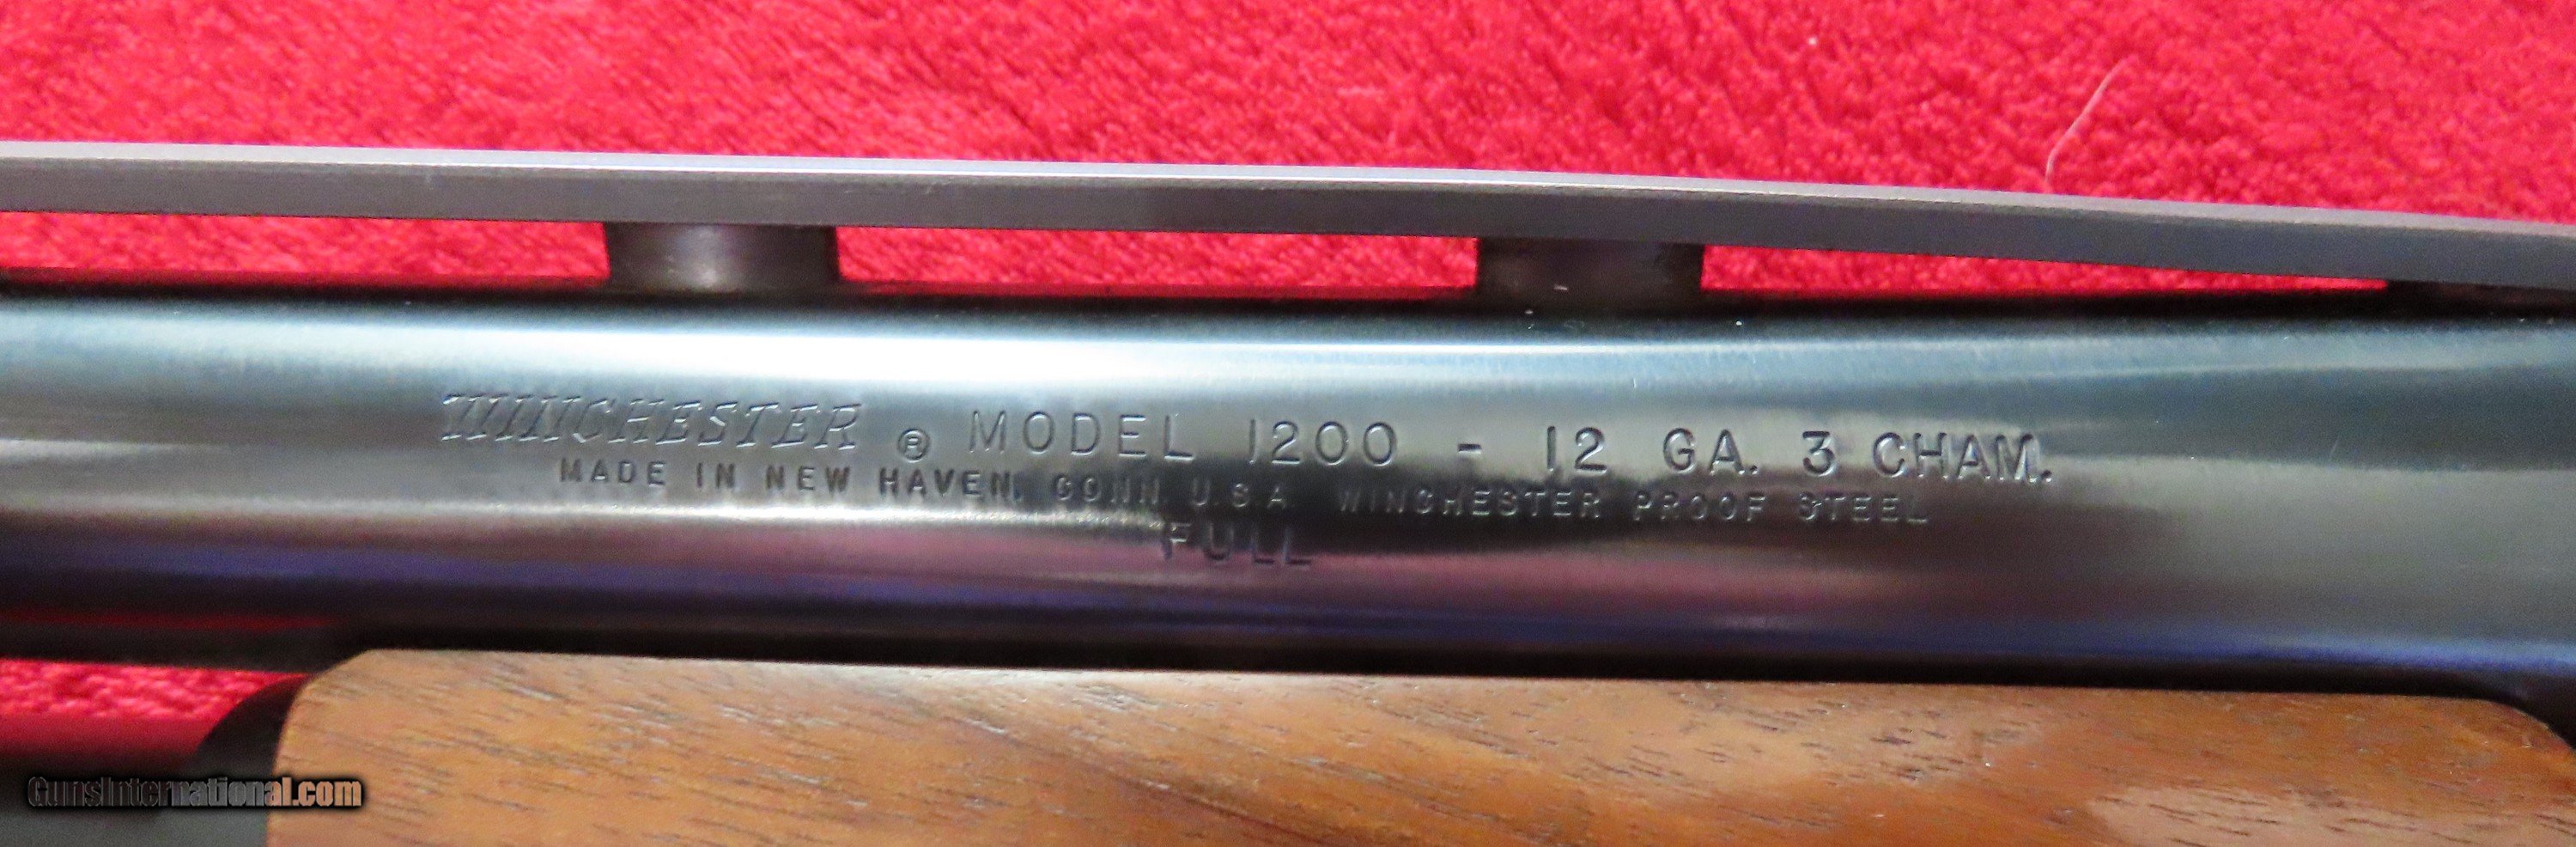 WINCHESTER ® MODEL 1200 - 12 GA. 3 CHAM.
MADE IN NEW HAVEN, CONN. U.S.A. WINCHESTER PROOF STEEL
FULL
GunsInternational.com